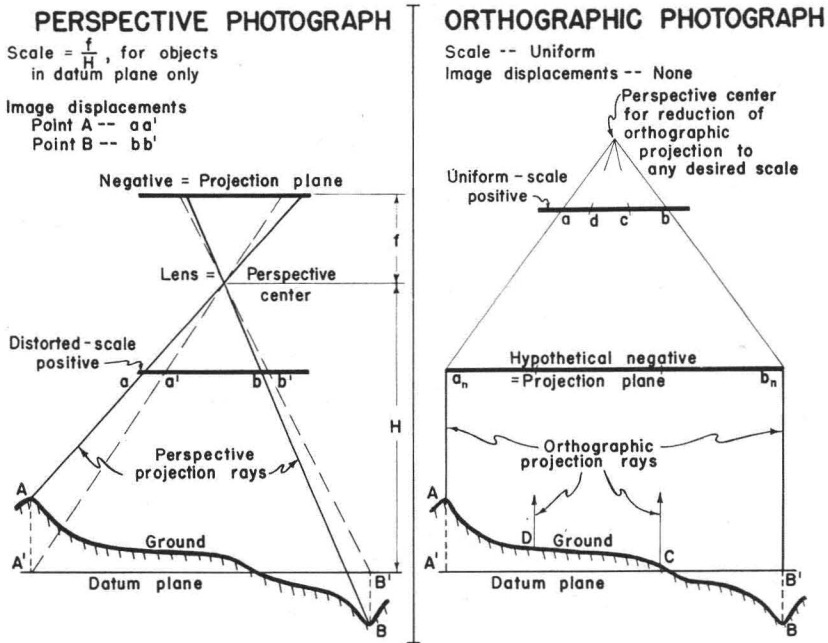 PERSPECTIVE PHOTOGRAPH
Scale = f/H, for objects
in datum plane only
Image displacements
Point A -- aa'
Point B -- bb'
Negative = Projection plane
f
Lens = Perspective
center
Distorted-scale
positive
a a' b b'
H
Perspective
projection rays
A
Ground
A' B'
Datum plane
B
ORTHOGRAPHIC PHOTOGRAPH
Scale -- Uniform
Image displacements -- None
Perspective center
for reduction of
orthographic
projection to
any desired scale
Uniform-scale
positive
a d c b
Hypothetical negative
an =Projection plane bn
Orthographic
projection rays
A
D Ground
C
A' B'
Datum plane
B